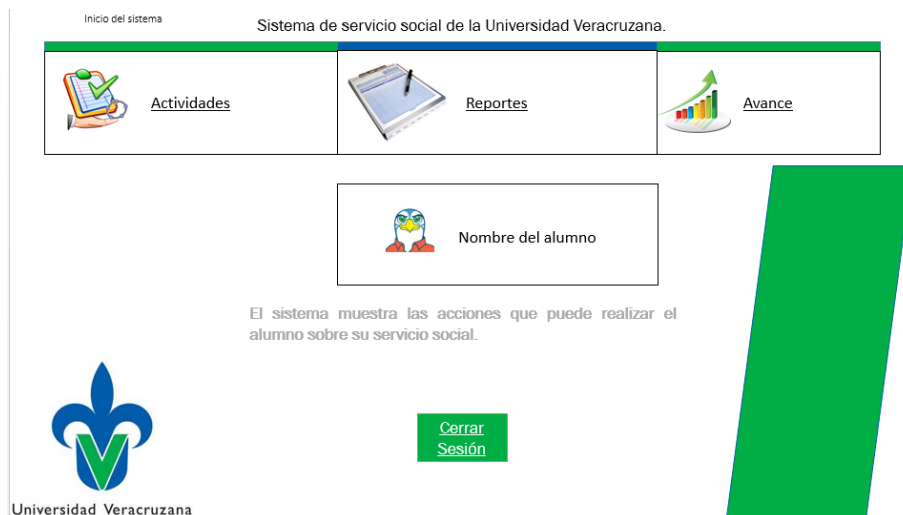 Inicio del sistema
Sistema de servicio social de la Universidad Veracruzana.
Actividades
Reportes
Avance
Nombre del alumno
El sistema muestra las acciones que puede realizar el
alumno sobre su servicio social.
Cerrar
Sesión
Universidad Veracruzana